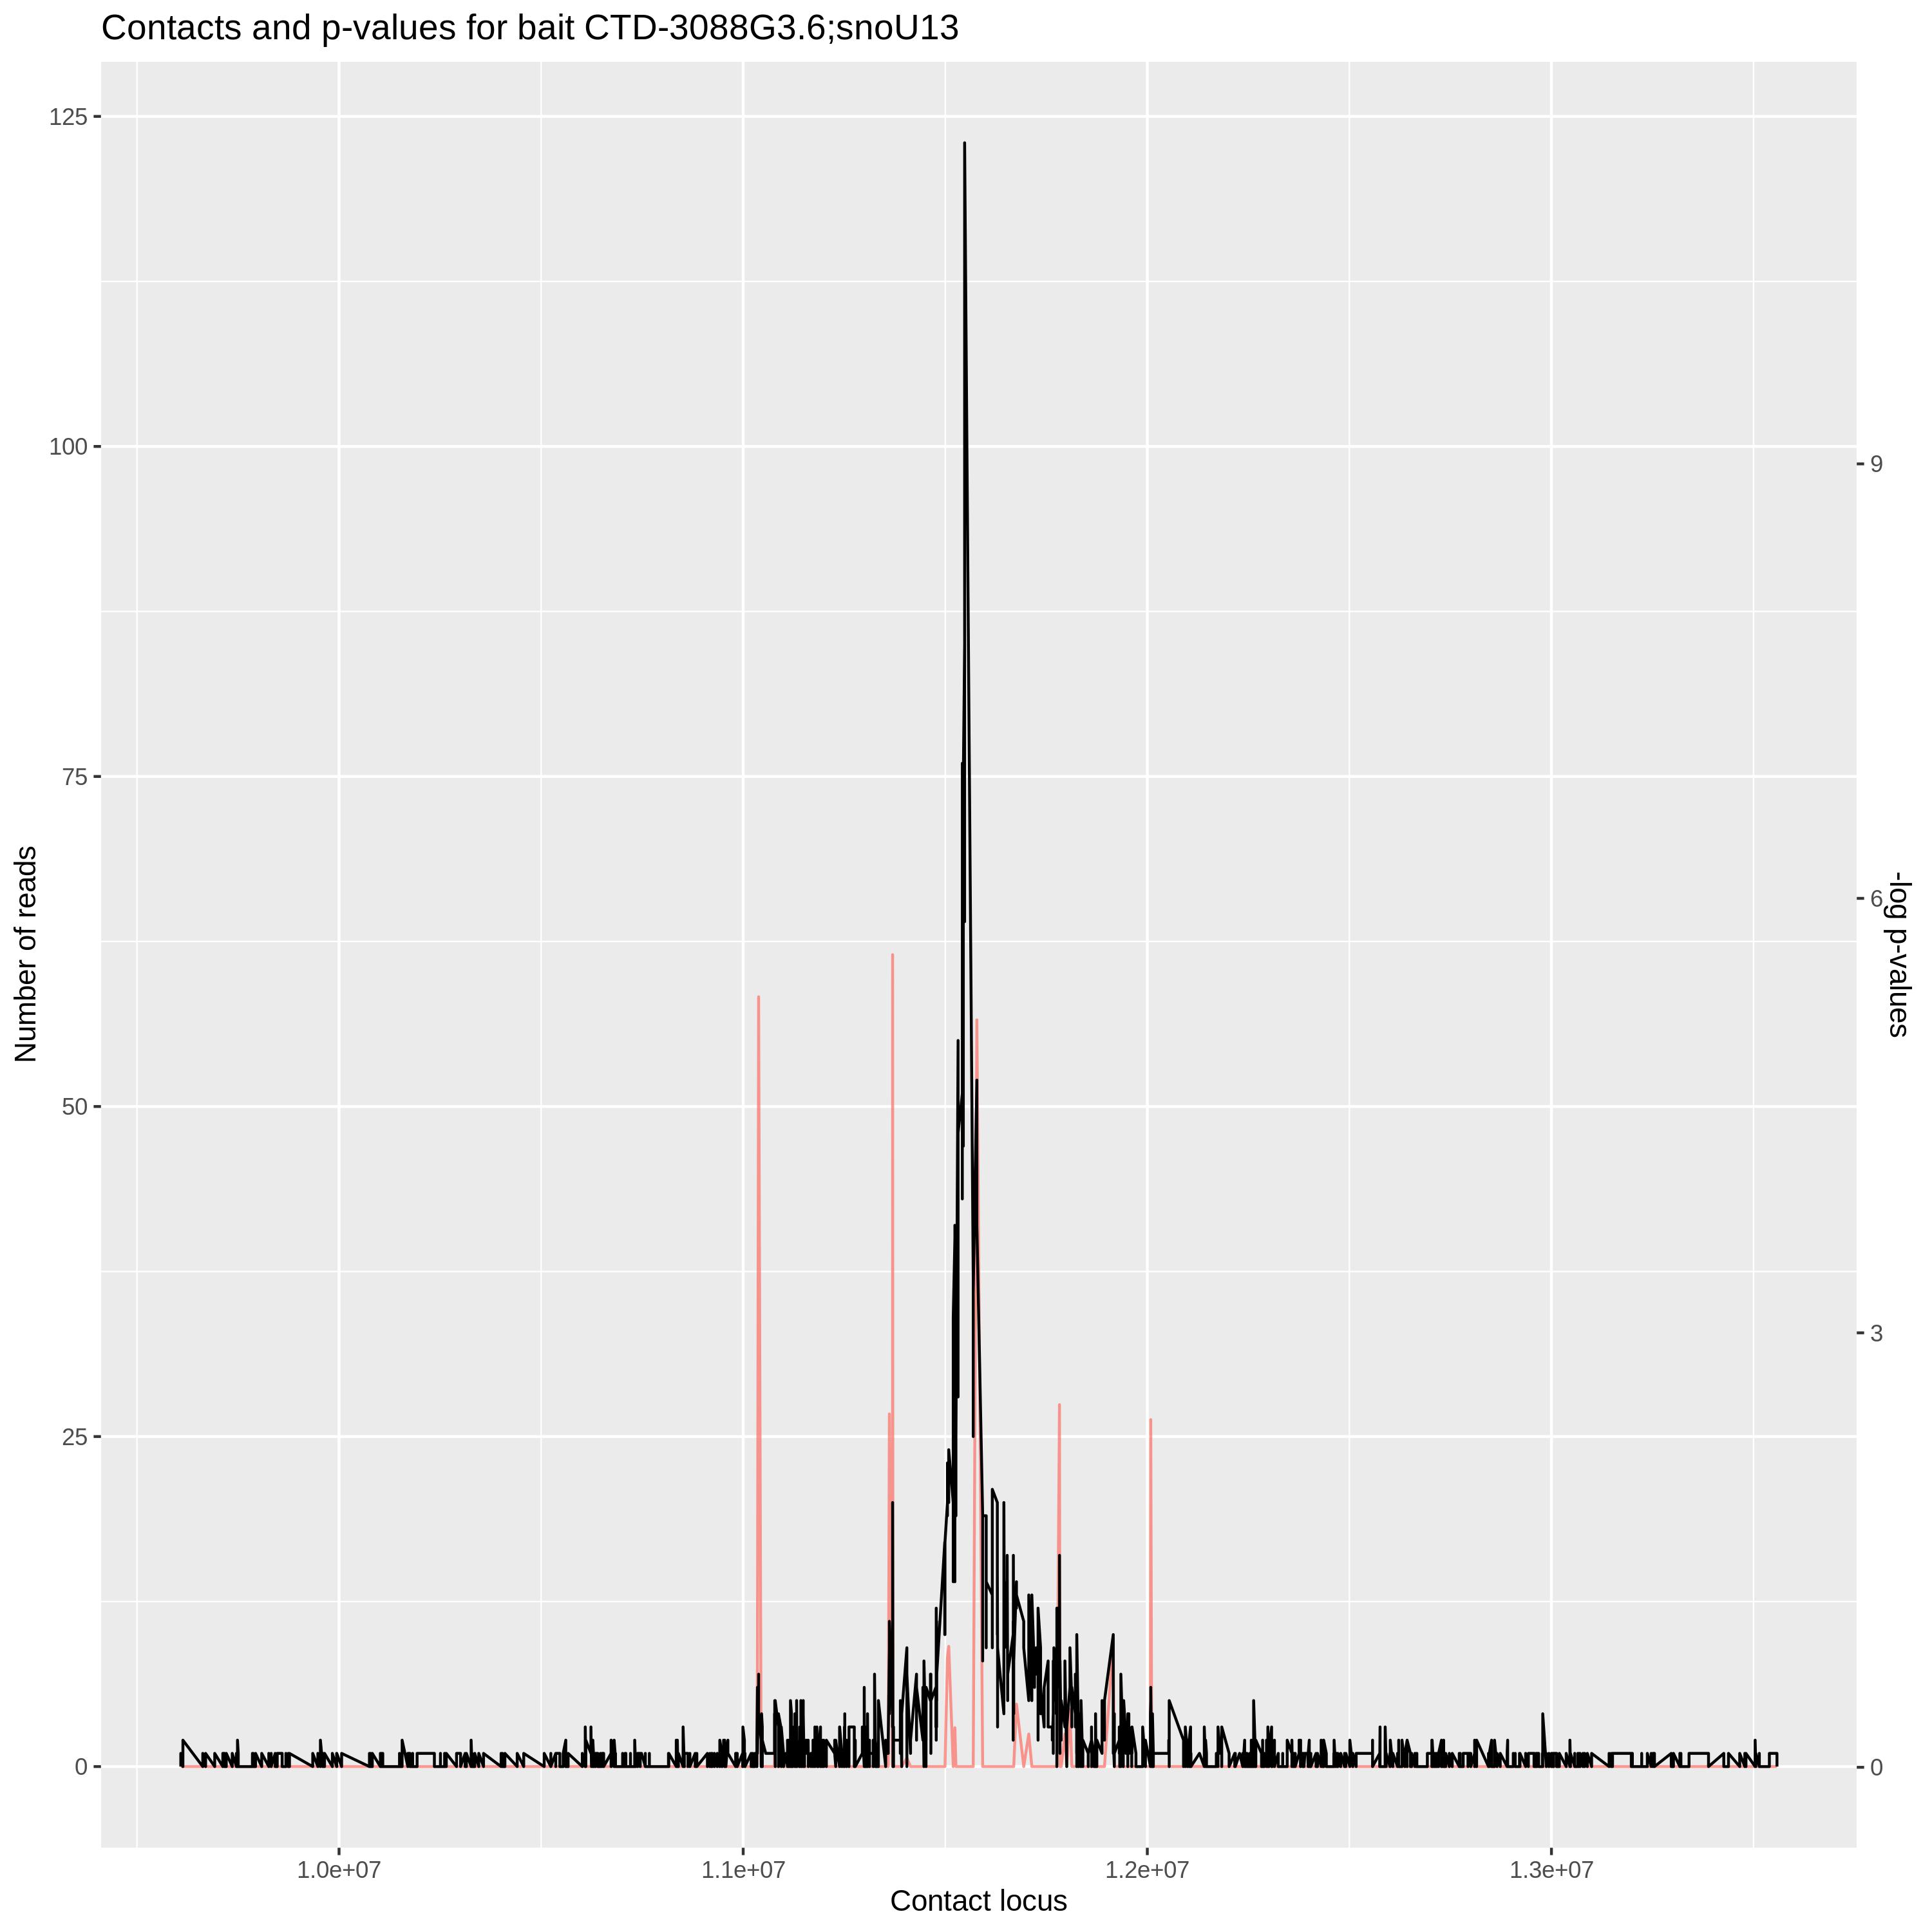 Contacts and p-values for bait CTD-3088G3.6;snoU13
125
100
75
50
25
0
Number of reads
9
6
3
0
-log p-values
1.0e+07
1.1e+07
1.2e+07
1.3e+07
Contact locus